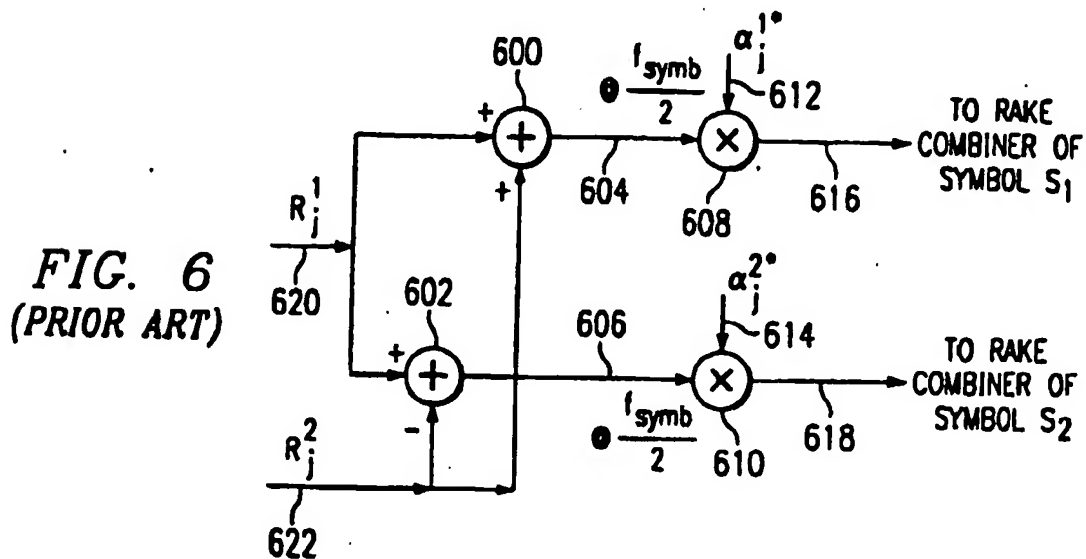 FIG. 6
(PRIOR ART)
R_j^1
620
R_j^2
622
600
+
+
+
604
@ f_symb / 2
α_j^1*
612
×
608
616
TO RAKE
COMBINER OF
SYMBOL S_1
602
+
+
-
606
@ f_symb / 2
α_j^2*
614
×
610
618
TO RAKE
COMBINER OF
SYMBOL S_2